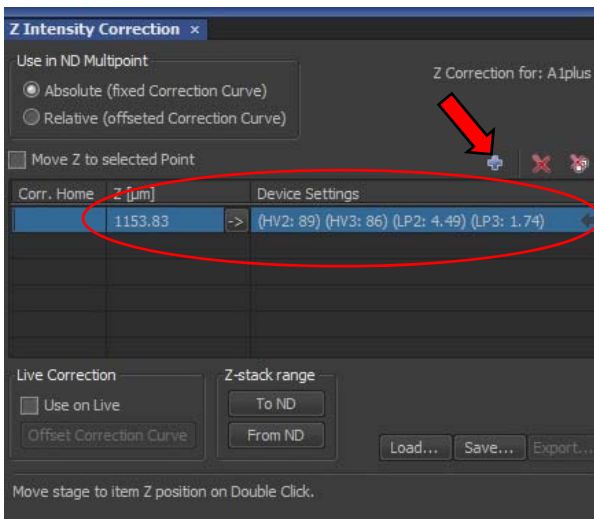 Z Intensity Correction ×
Use in ND Multipoint
Z Correction for: A1plus
Absolute (fixed Correction Curve)
Relative (offseted Correction Curve)
Move Z to selected Point
Corr. Home Z [µm] Device Settings
1153.83 -> (HV2: 89) (HV3: 86) (LP2: 4.49) (LP3: 1.74)
Live Correction Z-stack range
Use on Live To ND
Offset Correction Curve From ND
Load... Save... Export...
Move stage to item Z position on Double Click.